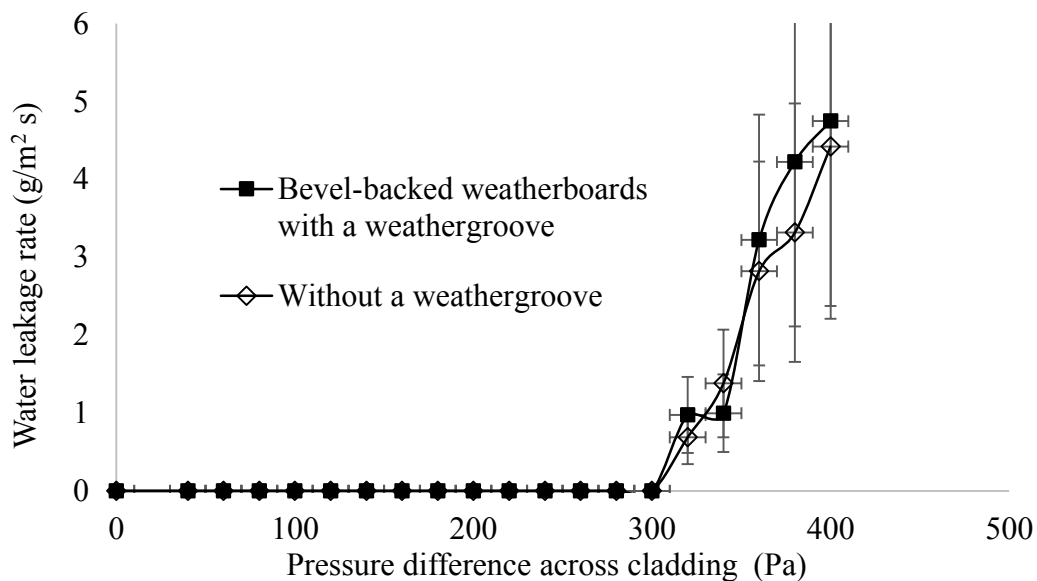 6
5
4
3
2
1
0
Water leakage rate (g/m² s)
Bevel-backed weatherboards
with a weathergroove
Without a weathergroove
0 100 200 300 400 500
Pressure difference across cladding (Pa)